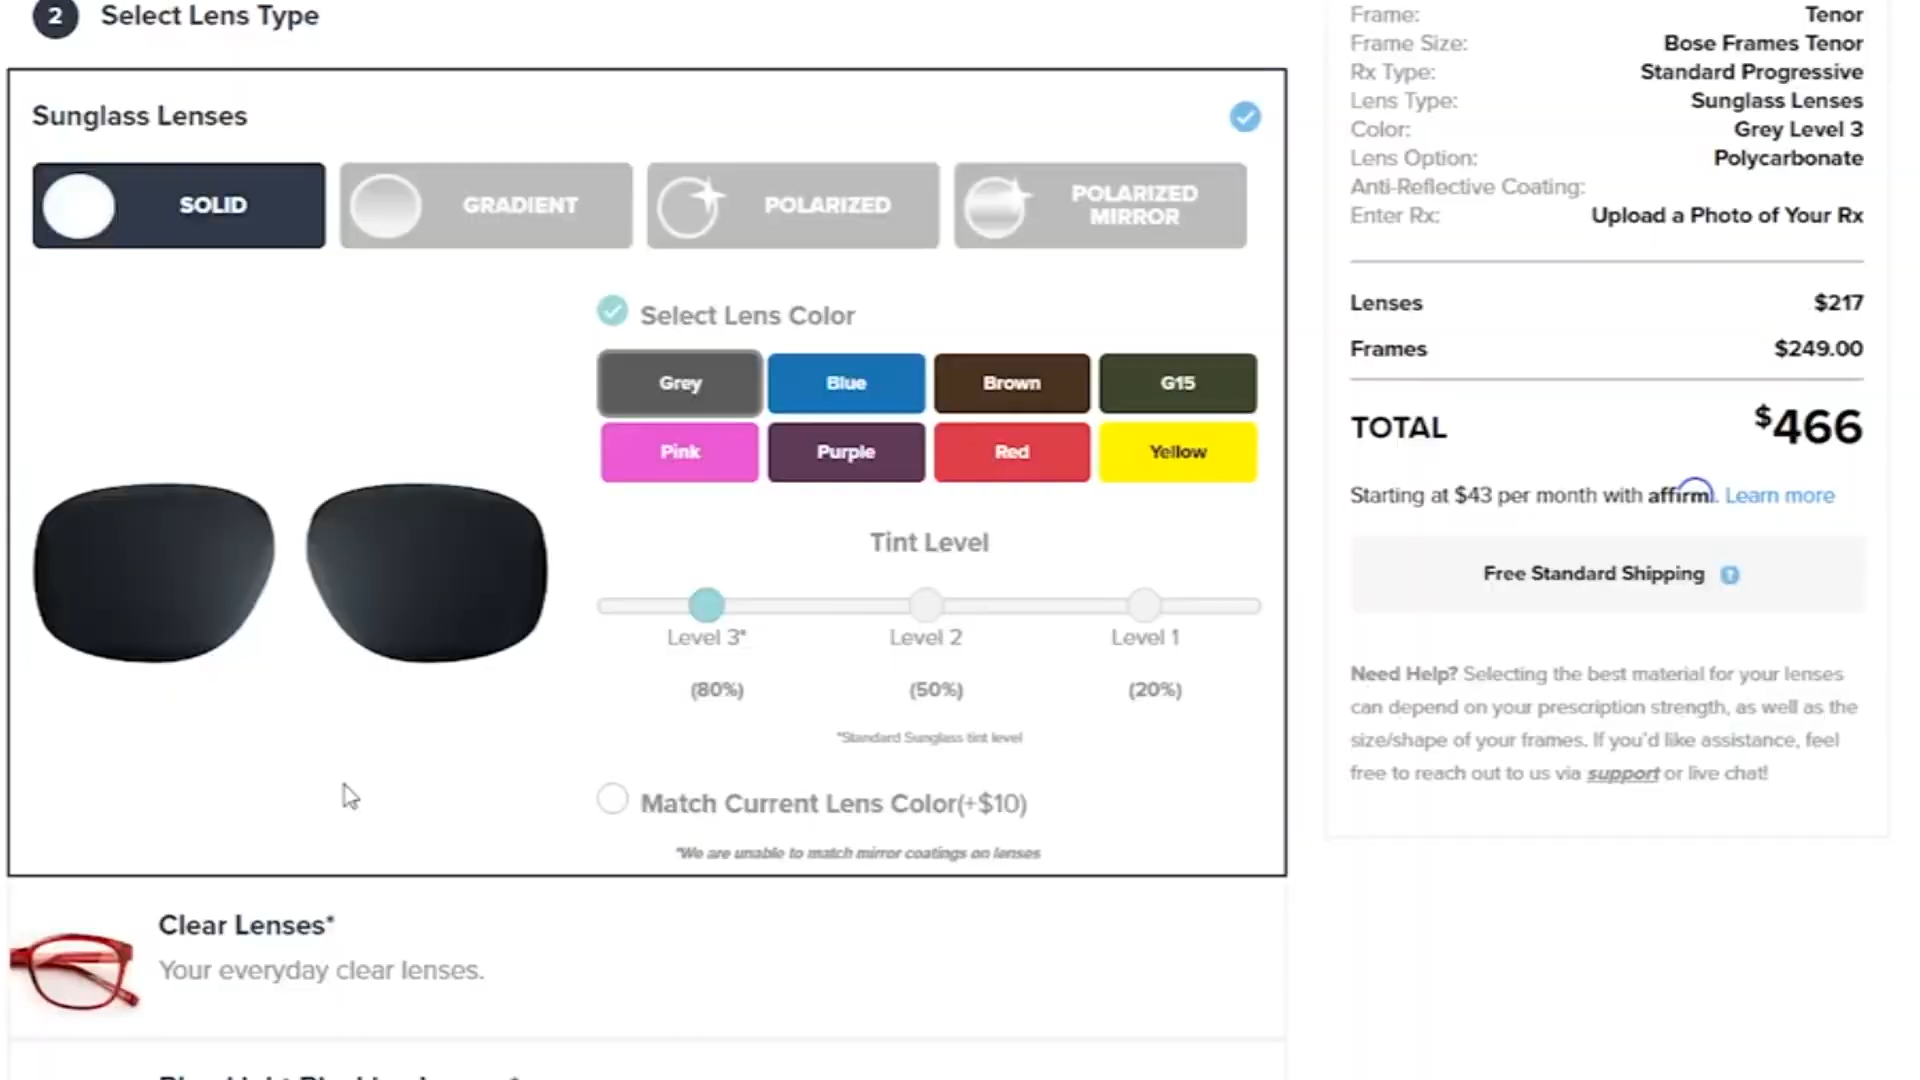 2 Select Lens Type
Sunglass Lenses
SOLID
GRADIENT
POLARIZED
POLARIZED
MIRROR
Select Lens Color
Grey
Blue
Brown
G15
Pink
Purple
Red
Yellow
Tint Level
Level 3*
Level 2
Level 1
(80%)
(50%)
(20%)
*Standard Sunglass tint level
Match Current Lens Color(+$10)
*We are unable to match mirror coatings on lenses
Clear Lenses*
Your everyday clear lenses.
Frame: Tenor
Frame Size: Bose Frames Tenor
Rx Type: Standard Progressive
Lens Type: Sunglass Lenses
Color: Grey Level 3
Lens Option: Polycarbonate
Anti-Reflective Coating:
Enter Rx: Upload a Photo of Your Rx
Lenses $217
Frames $249.00
TOTAL $466
Starting at $43 per month with affirm. Learn more
Free Standard Shipping ?
Need Help? Selecting the best material for your lenses
can depend on your prescription strength, as well as the
size/shape of your frames. If you'd like assistance, feel
free to reach out to us via support or live chat!